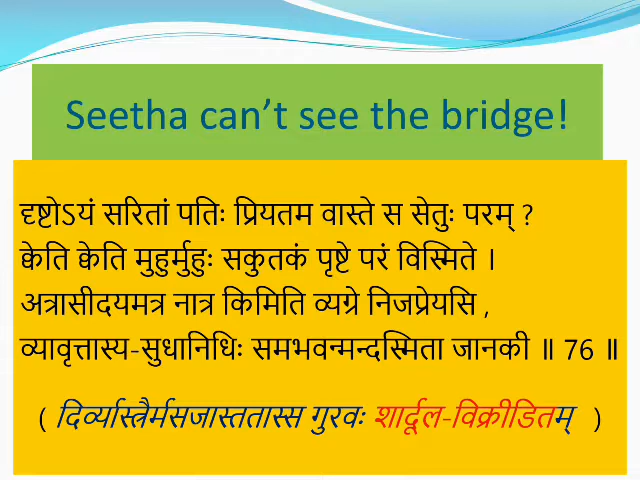 Seetha can’t see the bridge!
दृष्टोऽयं सरितां पतिः प्रियतम वास्ते स सेतुः परम् ?
क्वेति क्वेति मुहुर्मुहुः सकुतकं पृष्टे परं विस्मिते ।
अत्रासीदयमत्र नात्र किमिति व्यग्रे निजप्रेयसि ,
व्यावृत्तास्य-सुधानिधिः समभवन्मन्दस्मिता जानकी ॥ 76 ॥
( दिर्व्यास्त्रैर्मसजास्ततास्स गुरवः शार्दूल-विक्रीडितम् )